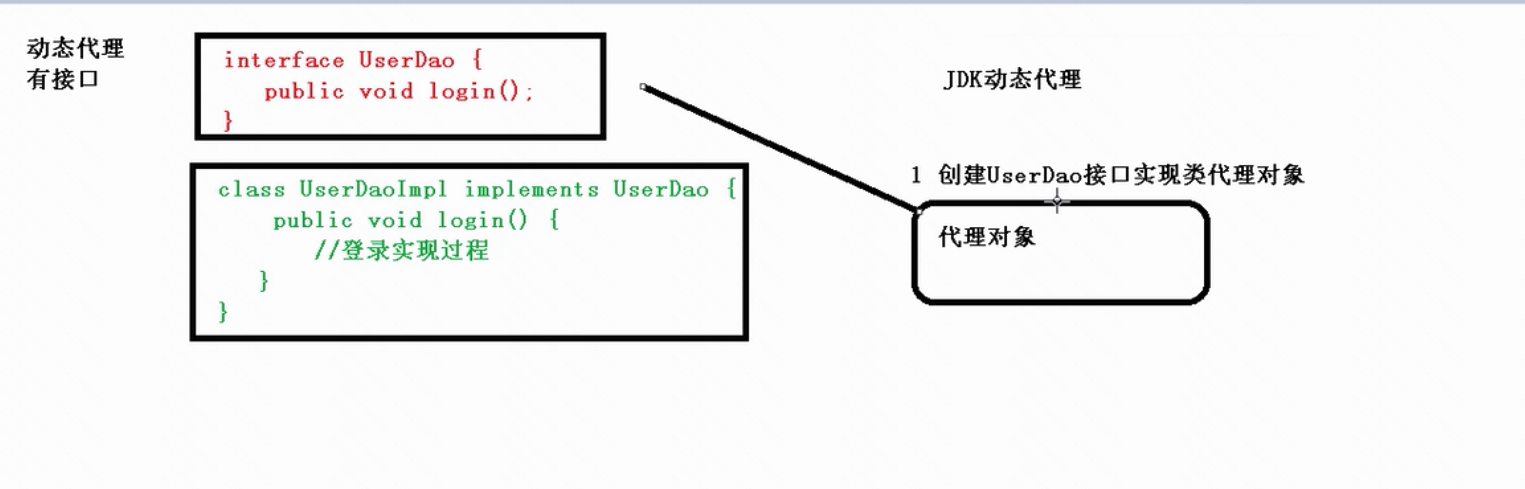 动态代理
有接口
interface UserDao {
public void login();
}
class UserDaoImpl implements UserDao {
public void login() {
//登录实现过程
}
}
JDK动态代理
1 创建UserDao接口实现类代理对象
代理对象